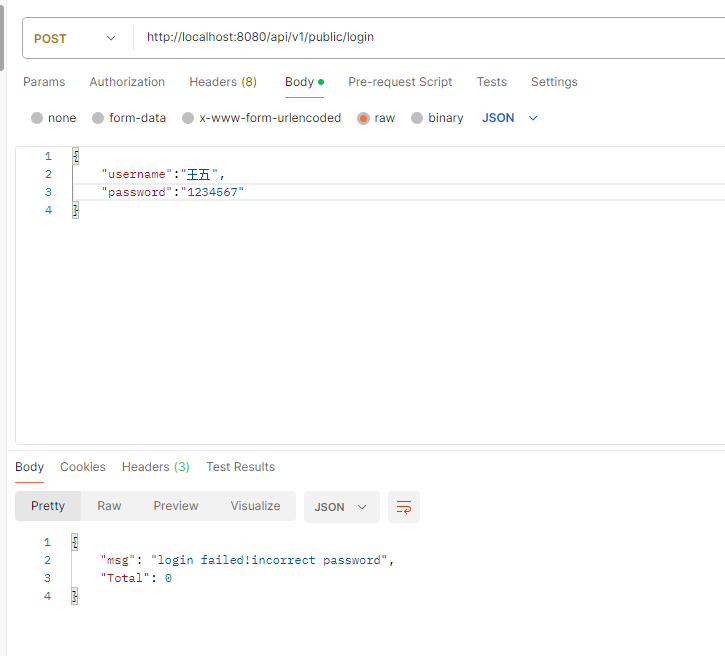 POST http://localhost:8080/api/v1/public/login
Params Authorization Headers (8) Body Pre-request Script Tests Settings
none form-data x-www-form-urlencoded raw binary JSON
1 {
2 "username":"王五",
3 "password":"1234567"
4 }
Body Cookies Headers (3) Test Results
Pretty Raw Preview Visualize JSON
1 {
2 "msg": "login failed!incorrect password",
3 "Total": 0
4 }